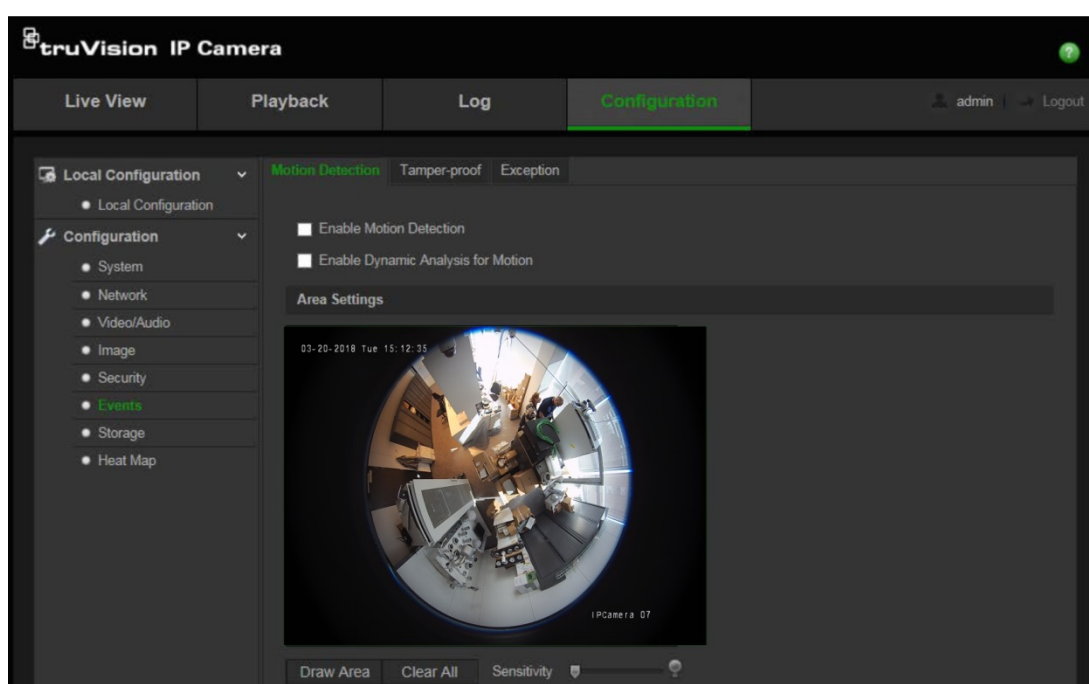 truVision IP Camera
?
Live View
Playback
Log
Configuration
admin
Logout
Local Configuration
Local Configuration
Configuration
System
Network
Video/Audio
Image
Security
Events
Storage
Heat Map
Motion Detection
Tamper-proof
Exception
Enable Motion Detection
Enable Dynamic Analysis for Motion
Area Settings
03-20-2018 Tue 15:12:35
IPCamera 07
Draw Area
Clear All
Sensitivity